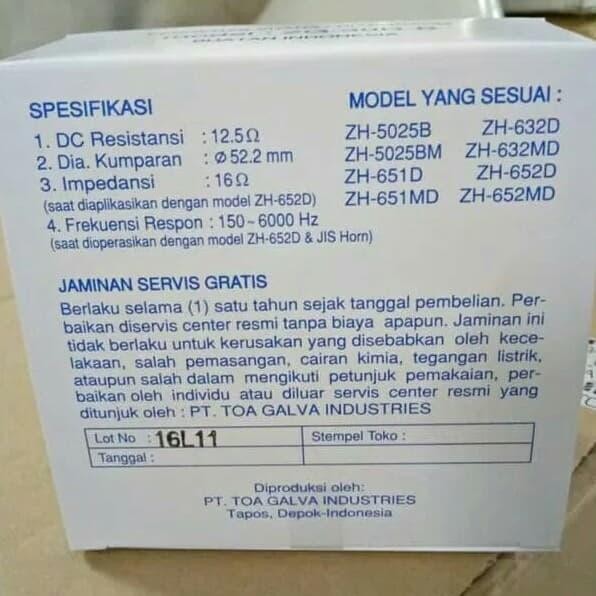 BUATAN INDONESIA
SPESIFIKASI
1. DC Resistansi : 12.5Ω
2. Dia. Kumparan : ø 52.2 mm
3. Impedansi : 16Ω
(saat diaplikasikan dengan model ZH-652D)
4. Frekuensi Respon : 150~6000 Hz
(saat dioperasikan dengan model ZH-652D & JIS Horn)
MODEL YANG SESUAI :
ZH-5025B ZH-632D
ZH-5025BM ZH-632MD
ZH-651D ZH-652D
ZH-651MD ZH-652MD
JAMINAN SERVIS GRATIS
Berlaku selama (1) satu tahun sejak tanggal pembelian. Per-
baikan diservis center resmi tanpa biaya apapun. Jaminan ini
tidak berlaku untuk kerusakan yang disebabkan oleh kece-
lakaan, salah pemasangan, cairan kimia, tegangan listrik,
ataupun salah dalam mengikuti petunjuk pemakaian, per-
baikan oleh individu atau diluar servis center resmi yang
ditunjuk oleh : PT. TOA GALVA INDUSTRIES
Lot No : 16L11 Stempel Toko :
Tanggal :
Diproduksi oleh:
PT. TOA GALVA INDUSTRIES
Tapos, Depok-Indonesia